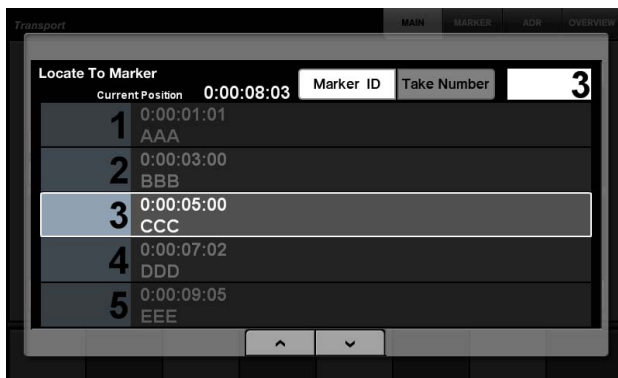 Transport MAIN MARKER ADR OVERVIEW
Locate To Marker
Current Position 0:00:08:03 Marker ID Take Number 3
1 0:00:01:01
AAA
2 0:00:03:00
BBB
3 0:00:05:00
CCC
4 0:00:07:02
DDD
5 0:00:09:05
EEE